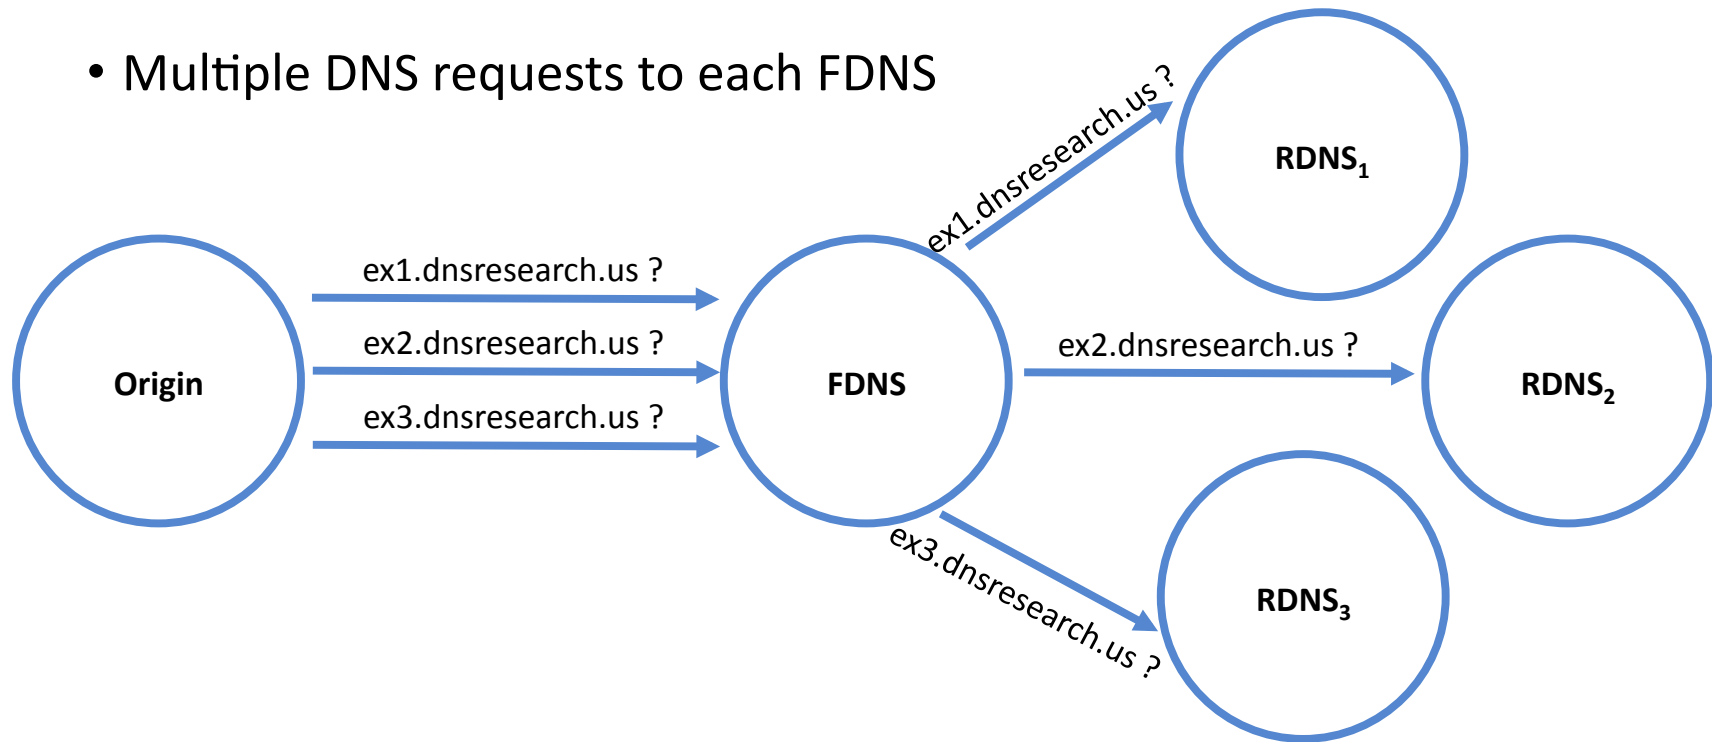 • Multiple DNS requests to each FDNS
ex1.dnsresearch.us ?
RDNS₁
ex1.dnsresearch.us ?
ex2.dnsresearch.us ?
ex3.dnsresearch.us ?
Origin
FDNS
ex2.dnsresearch.us ?
RDNS₂
ex3.dnsresearch.us ?
RDNS₃